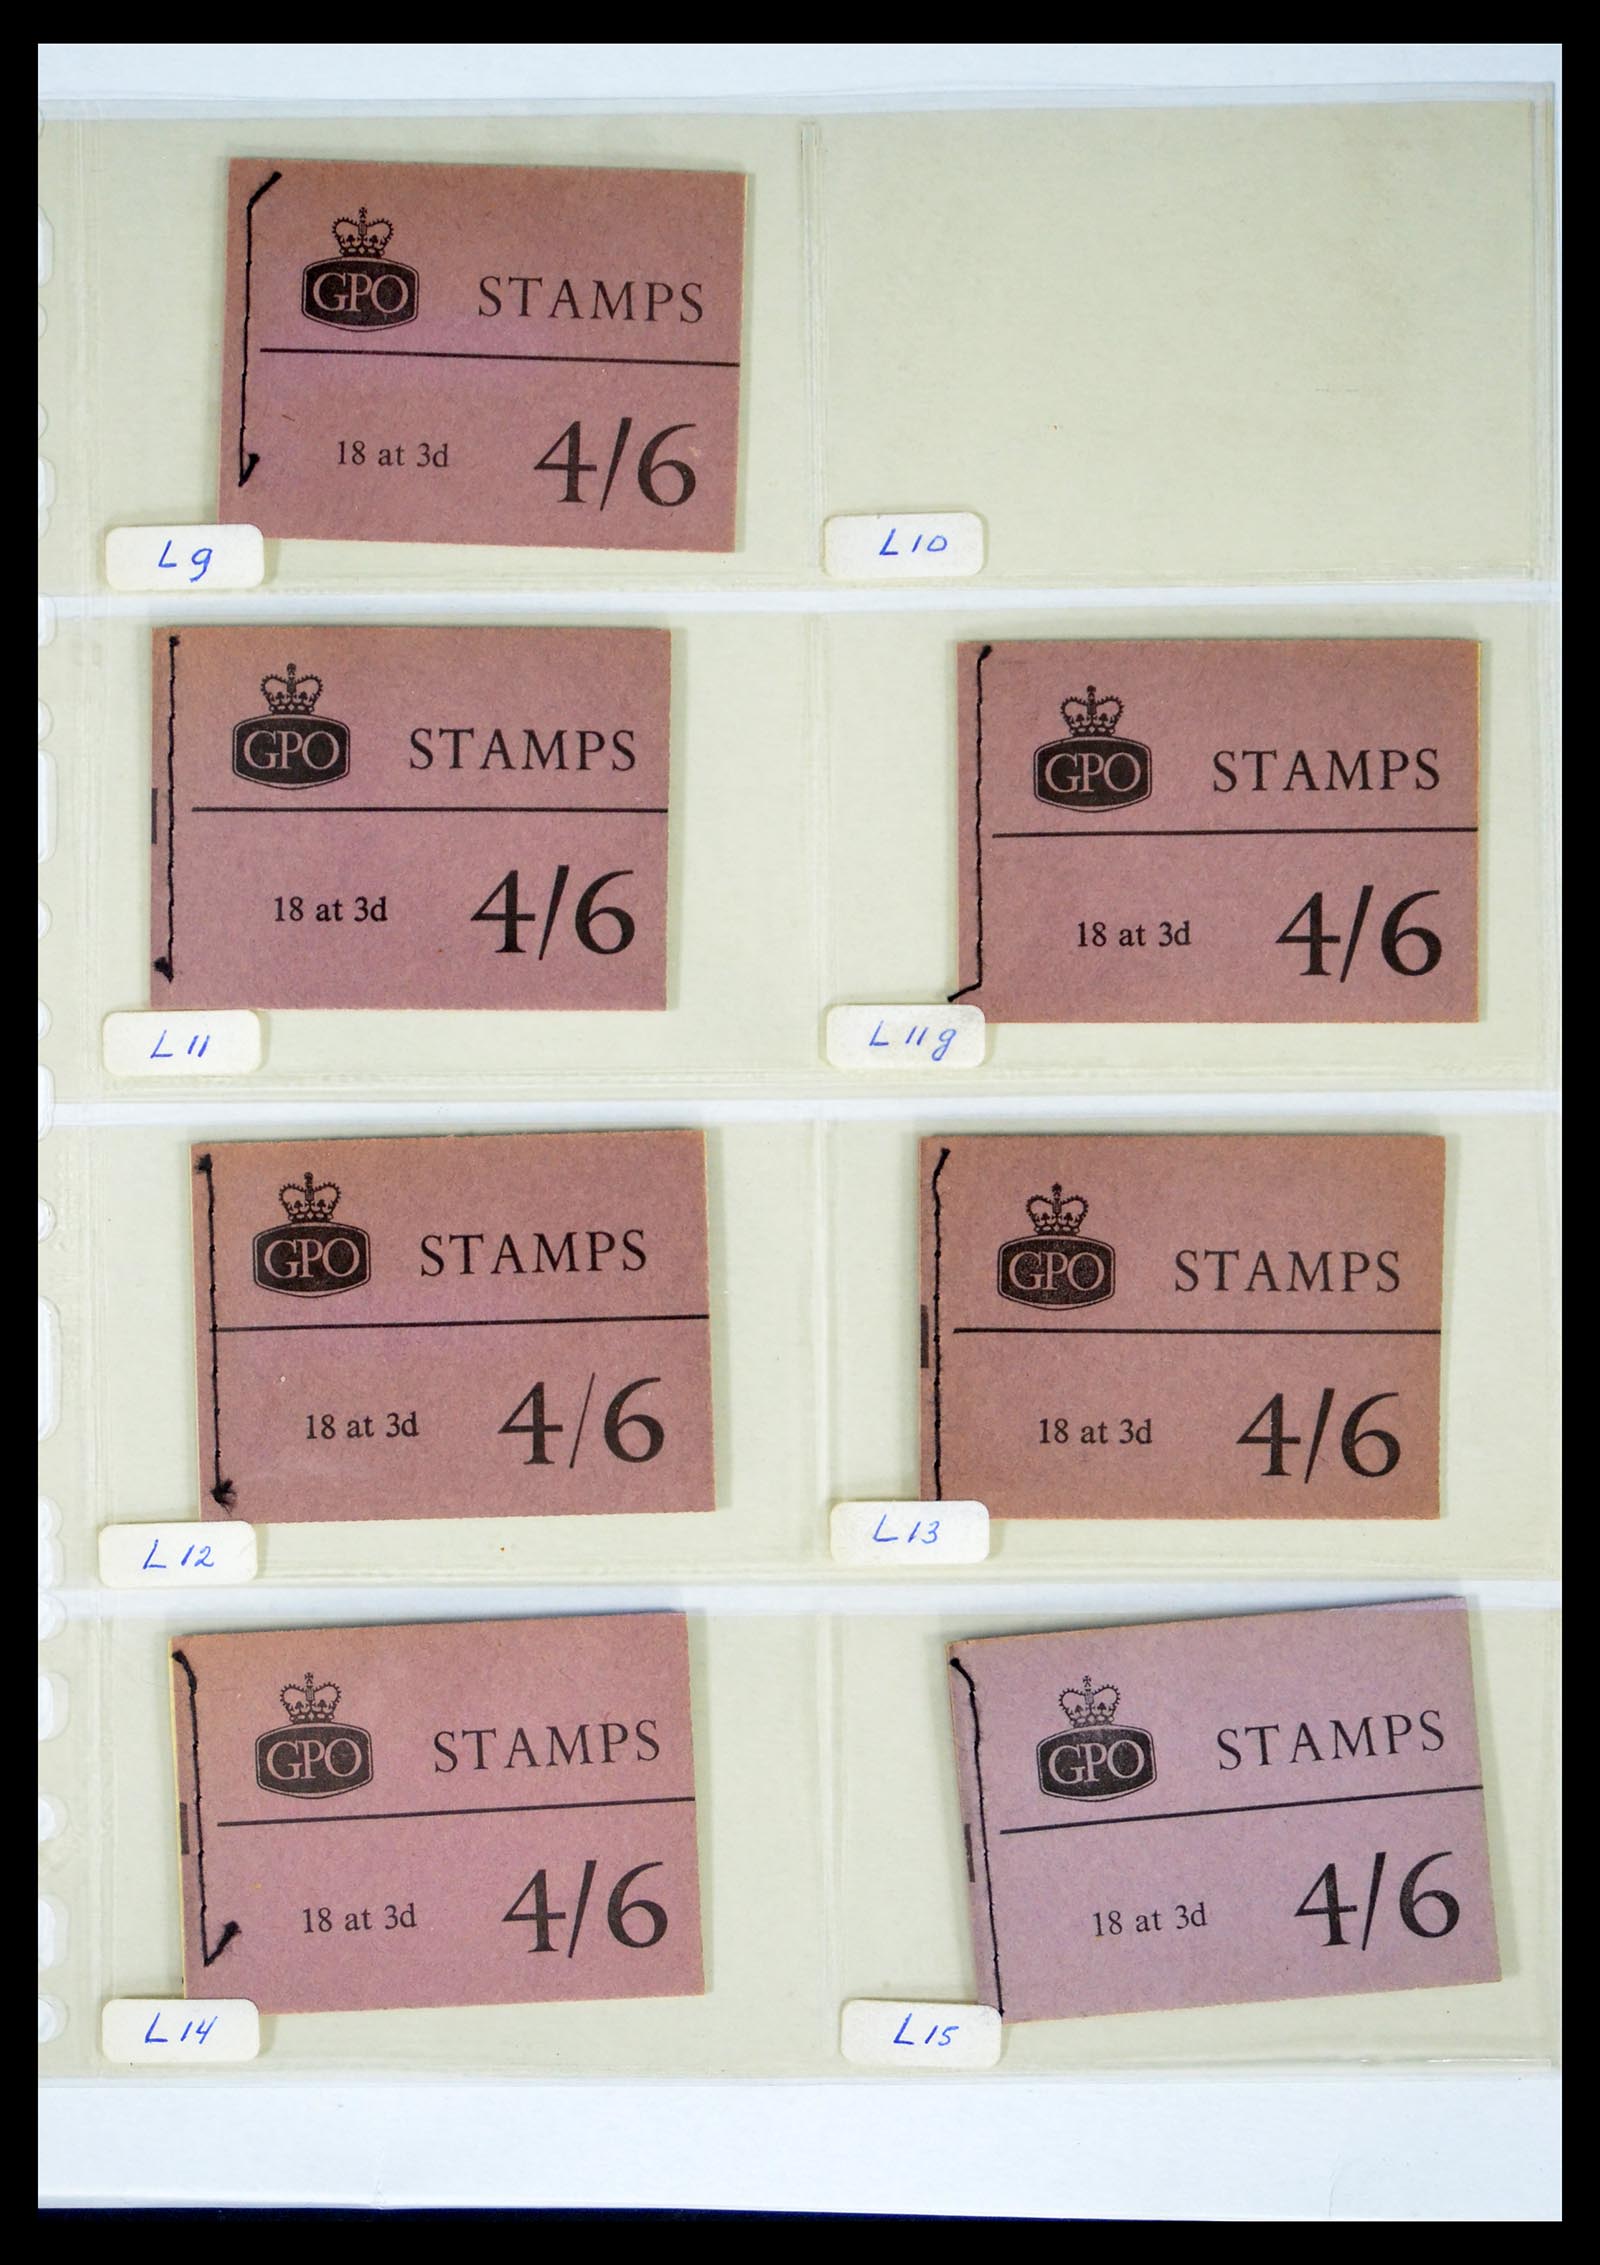 GPO STAMPS
18 at 3d 4/6
L9
L10
GPO STAMPS
18 at 3d 4/6
L11
GPO STAMPS
18 at 3d 4/6
L11g
GPO STAMPS
18 at 3d 4/6
L12
GPO STAMPS
18 at 3d 4/6
L13
GPO STAMPS
18 at 3d 4/6
L14
GPO STAMPS
18 at 3d 4/6
L15